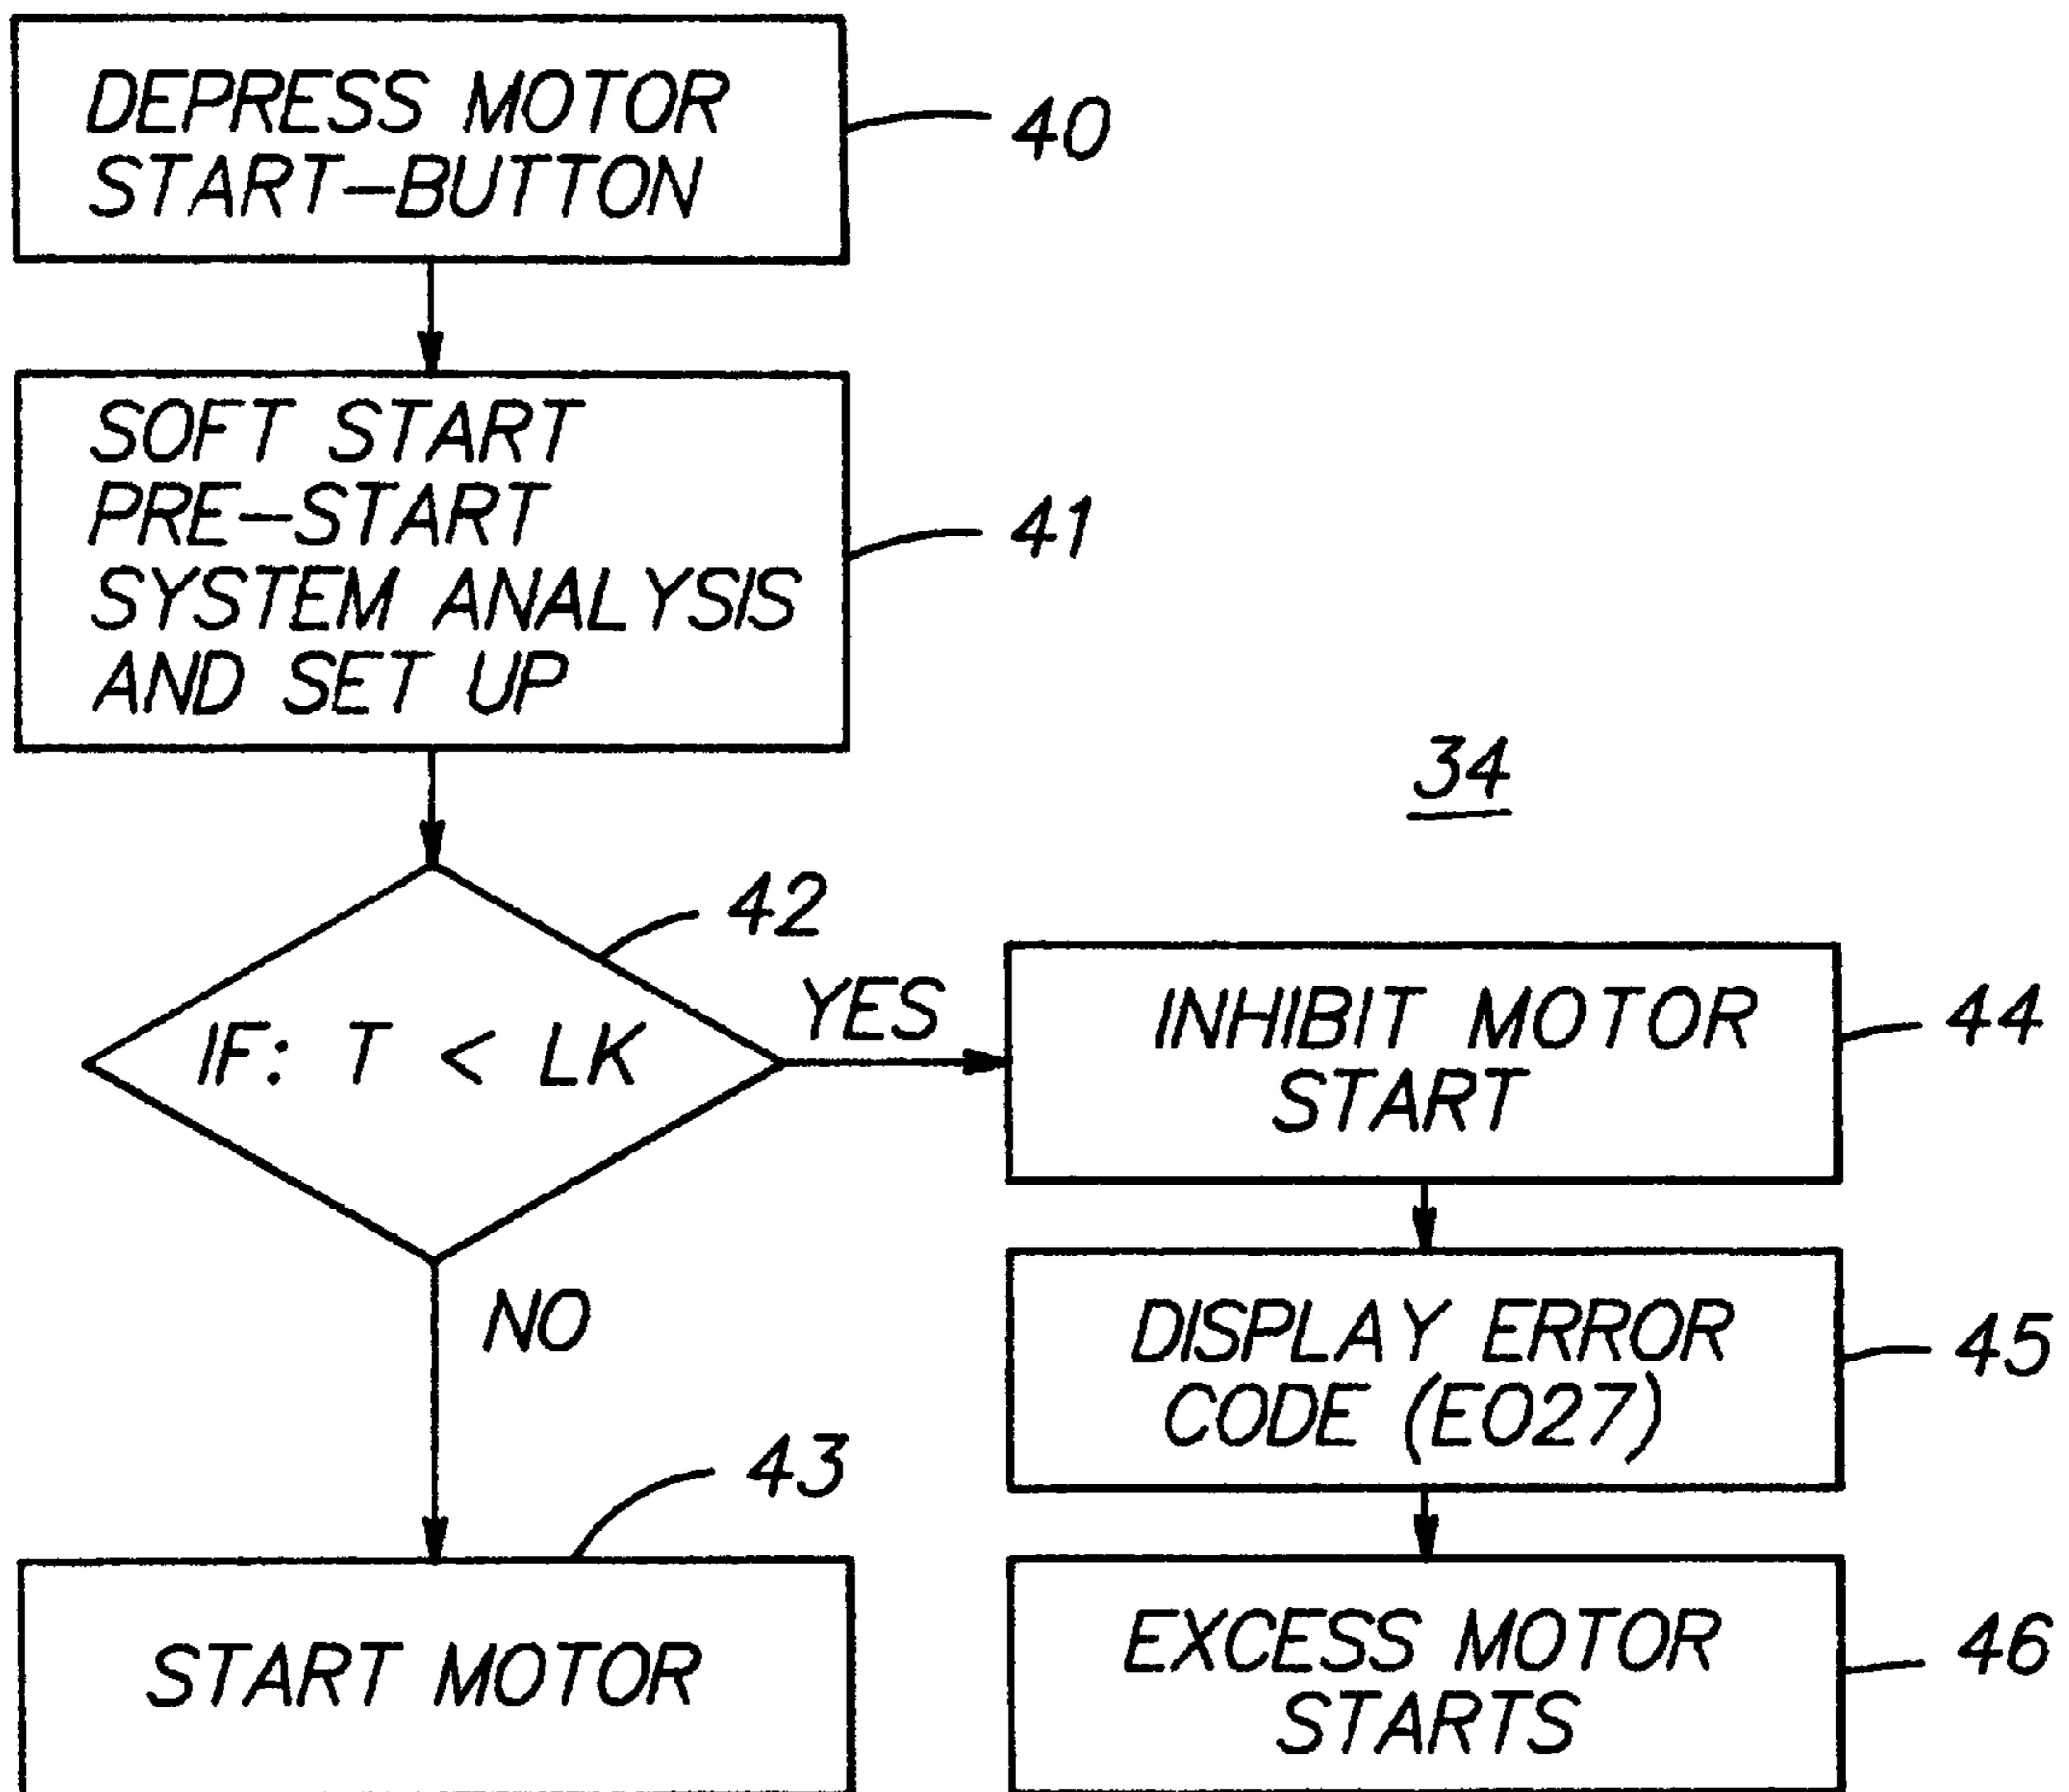 DEPRESS MOTOR
START-BUTTON
40
SOFT START
PRE-START
SYSTEM ANALYSIS
AND SET UP
41
34
42
IF: T < LK
YES
NO
INHIBIT MOTOR
START
44
DISPLAY ERROR
CODE (E027)
45
43
START MOTOR
EXCESS MOTOR
STARTS
46